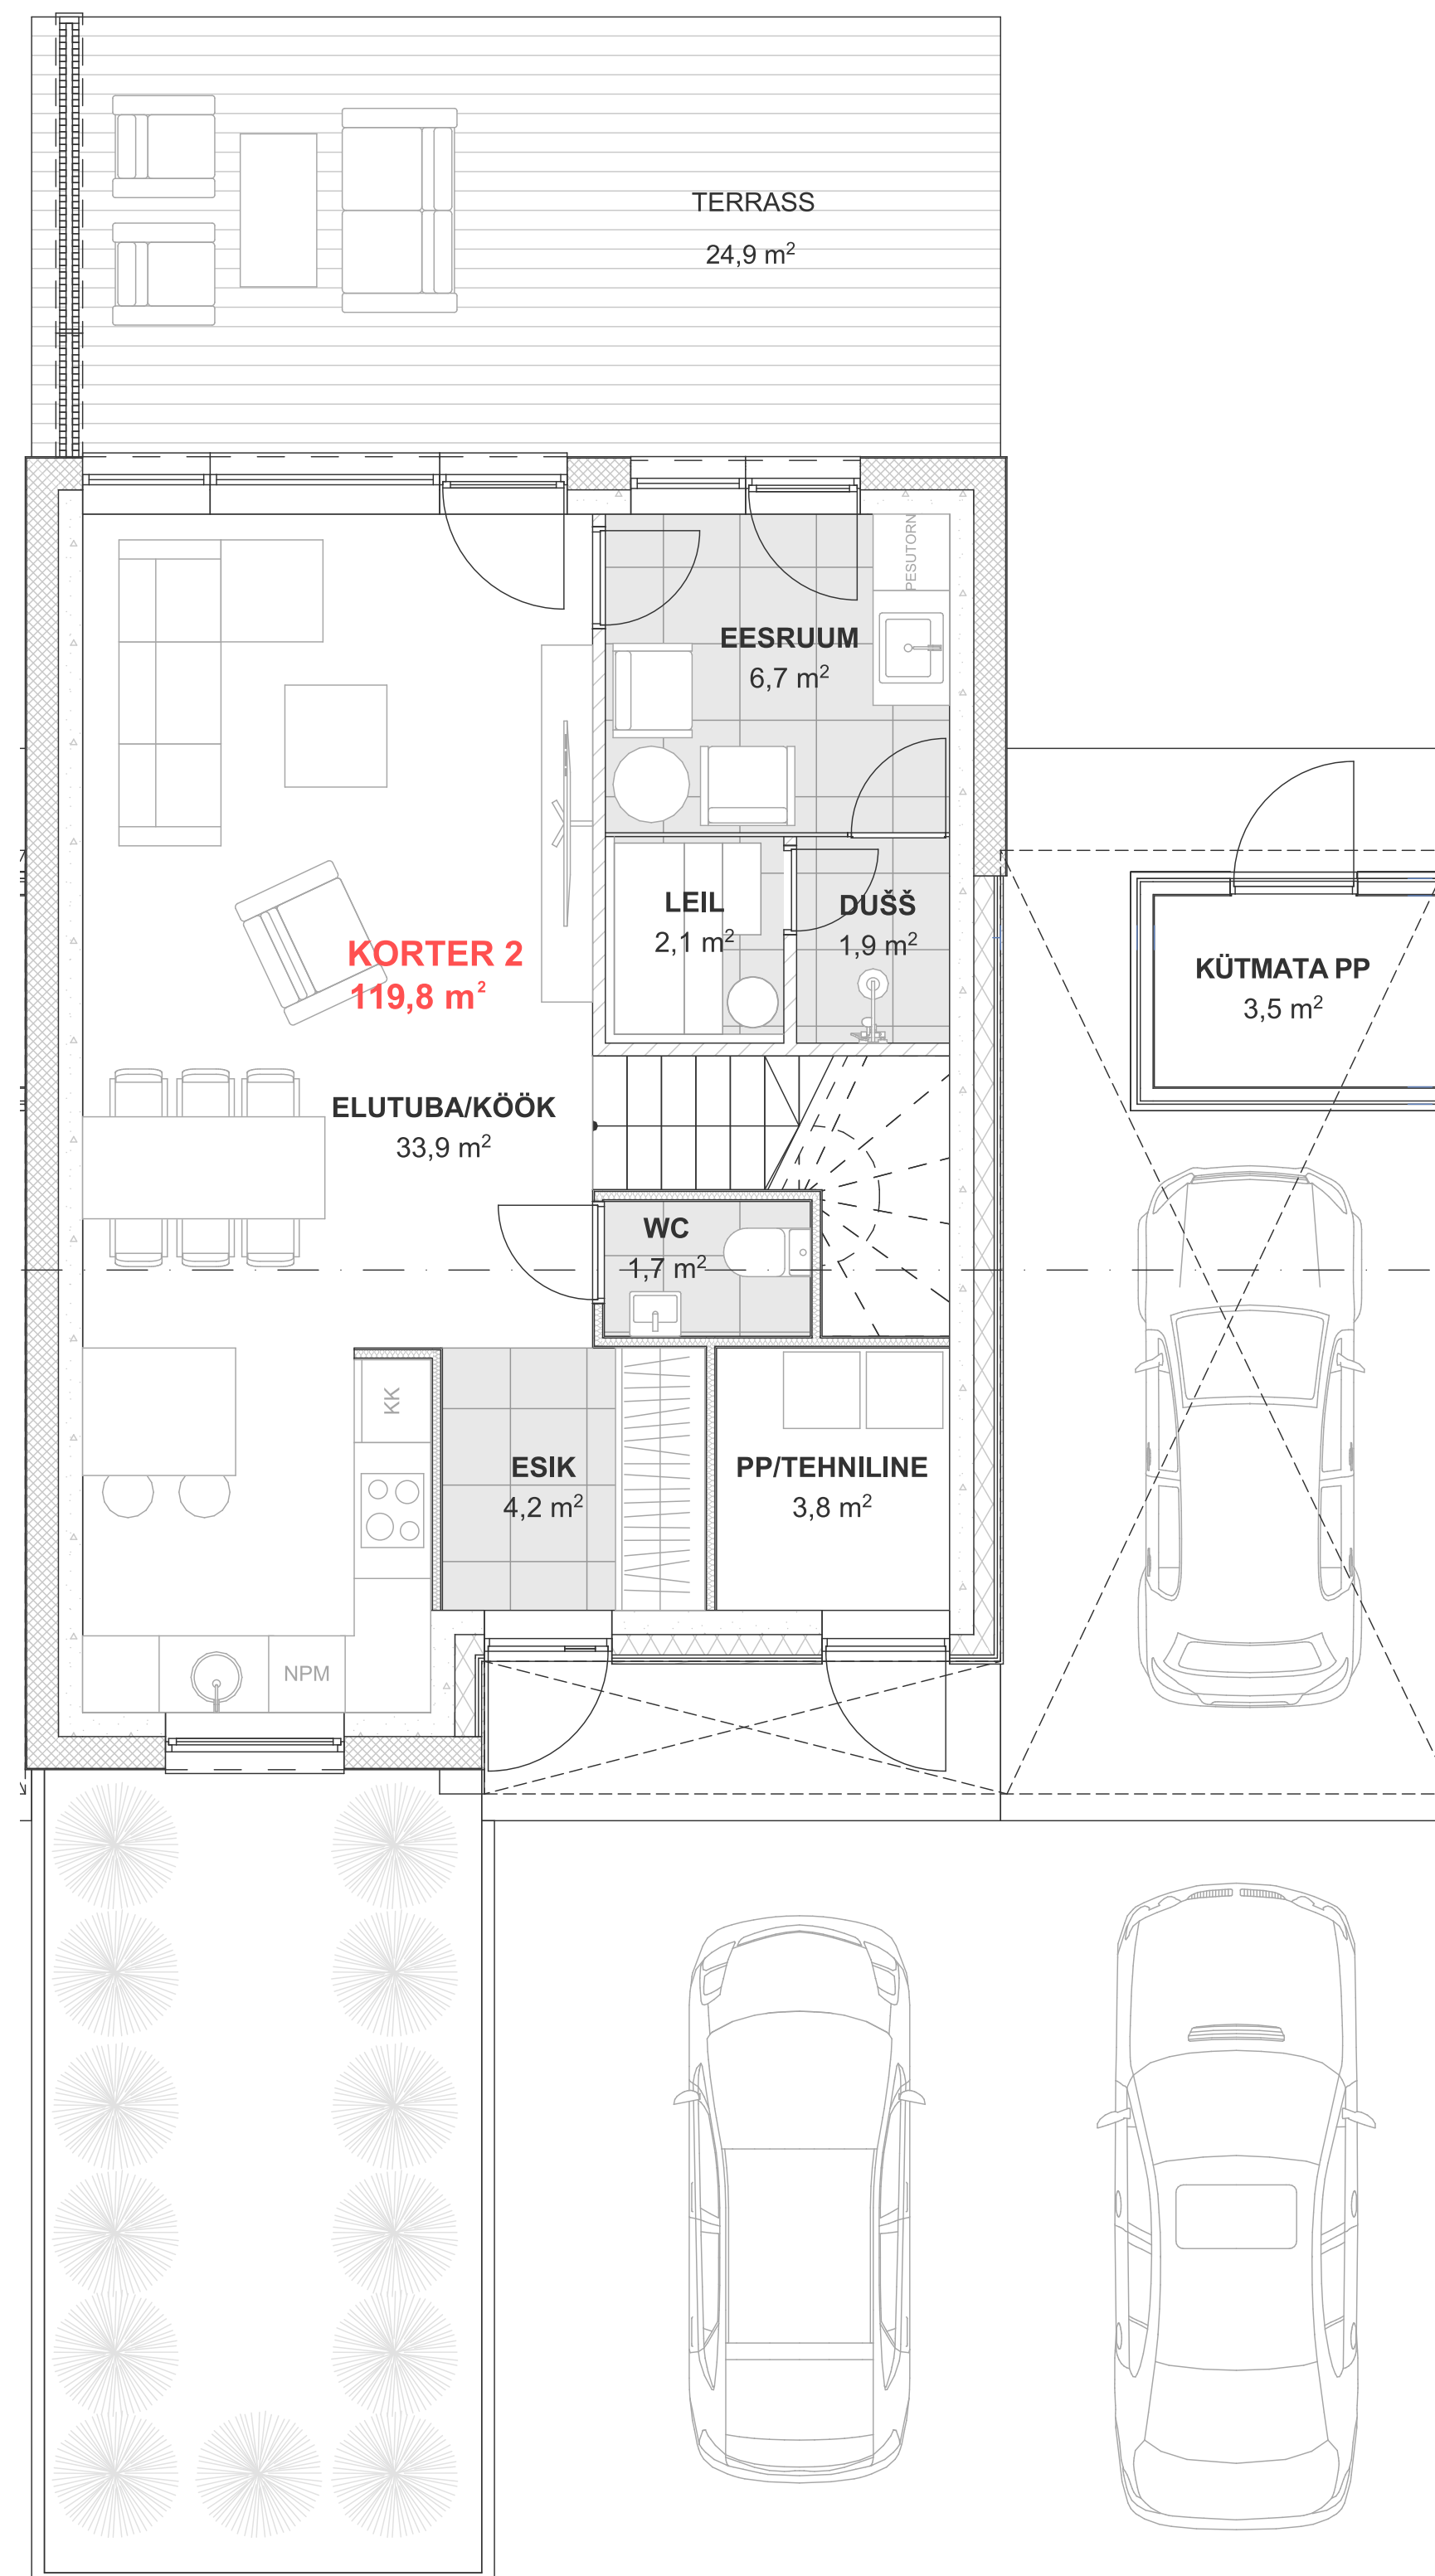 TERRASS
24,9 m²
PESUTORN
EESRUUM
6,7 m²
LEIL
2,1 m²
DUŠŠ
1,9 m²
KORTER 2
119,8 m²
KÜTMATA PP
3,5 m²
ELUTUBA/KÖÖK
33,9 m²
WC
1,7 m²
KK
ESIK
4,2 m²
PP/TEHNILINE
3,8 m²
NPM